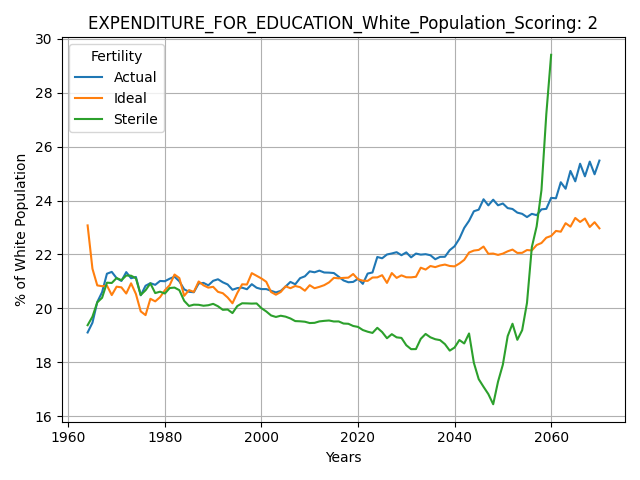 EXPENDITURE_FOR_EDUCATION_White_Population_Scoring: 2
Fertility
Actual
Ideal
Sterile
% of White Population
30
28
26
24
22
20
18
16
1960 1980 2000 2020 2040 2060
Years